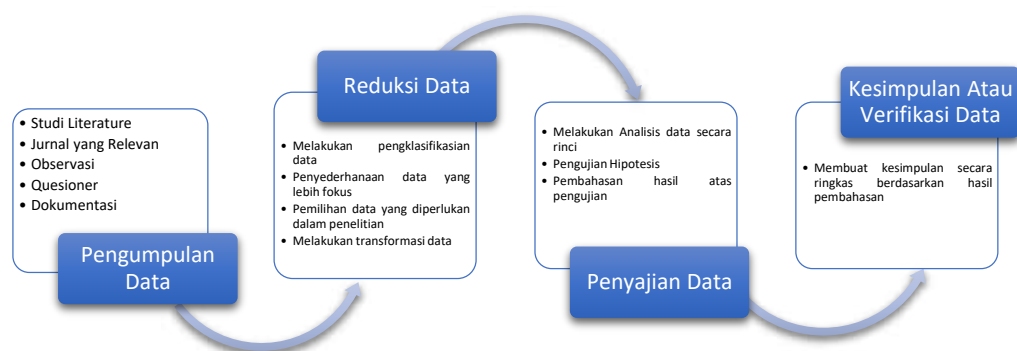 • Studi Literature
• Jurnal yang Relevan
• Observasi
• Quesioner
• Dokumentasi
Pengumpulan
Data
Reduksi Data
• Melakukan pengklasifikasian
data
• Penyederhanaan data yang
lebih fokus
• Pemilihan data yang diperlukan
dalam penelitian
• Melakukan transformasi data
• Melakukan Analisis data secara
rinci
• Pengujian Hipotesis
• Pembahasan hasil atas
pengujian
Penyajian Data
Kesimpulan Atau
Verifikasi Data
• Membuat kesimpulan secara
ringkas berdasarkan hasil
pembahasan